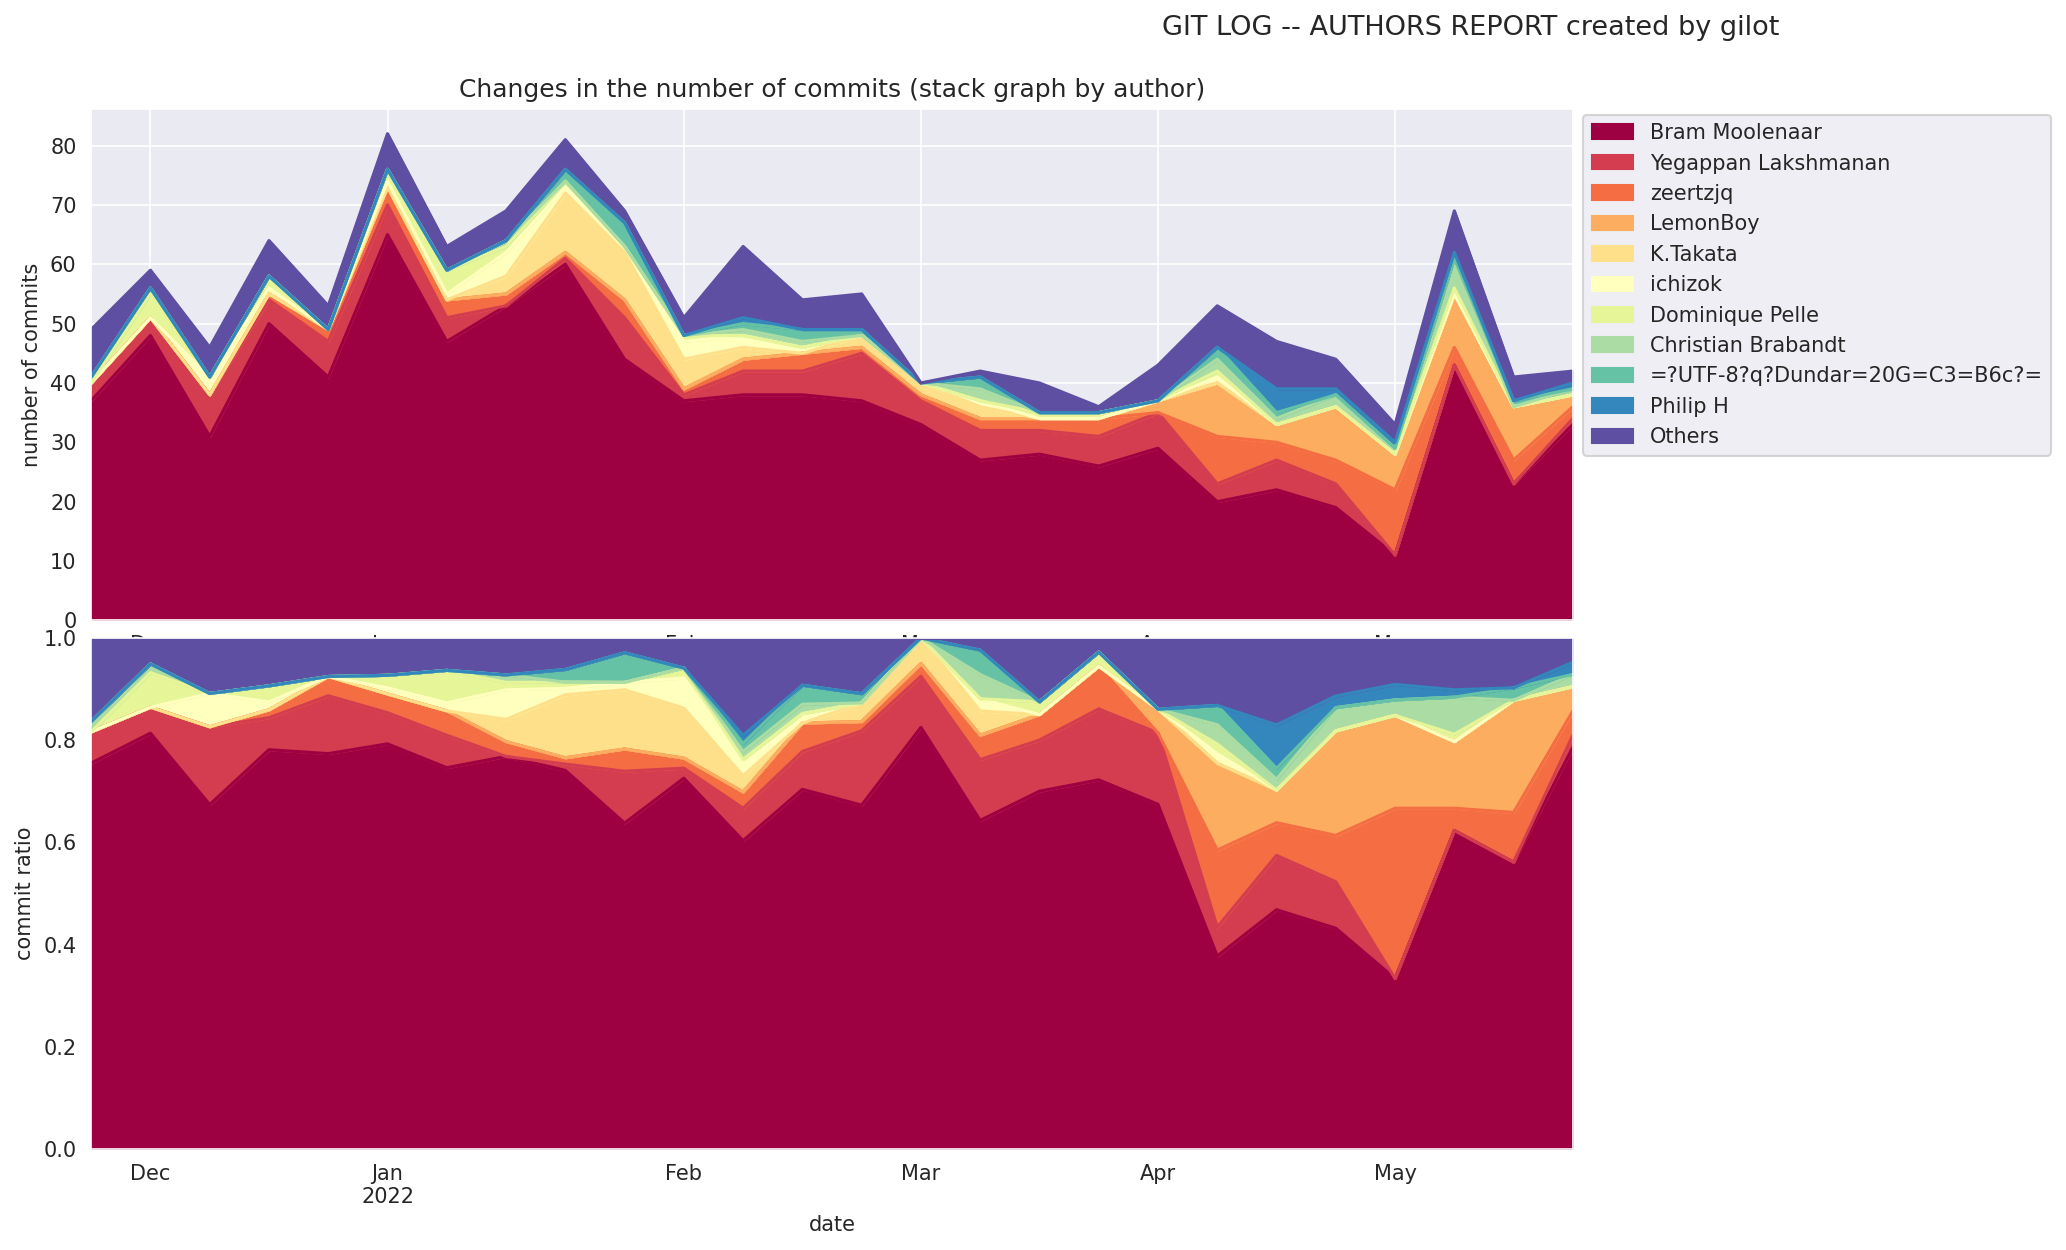 GIT LOG -- AUTHORS REPORT created by gilot
Changes in the number of commits (stack graph by author)
number of commits
80
70
60
50
40
30
20
10
0
Bram Moolenaar
Yegappan Lakshmanan
zeertzjq
LemonBoy
K.Takata
ichizok
Dominique Pelle
Christian Brabandt
=?UTF-8?q?Dundar=20G=C3=B6c?=
Philip H
Others
commit ratio
1.0
0.8
0.6
0.4
0.2
0.0
Dec Jan Feb Mar Apr May
2022
date